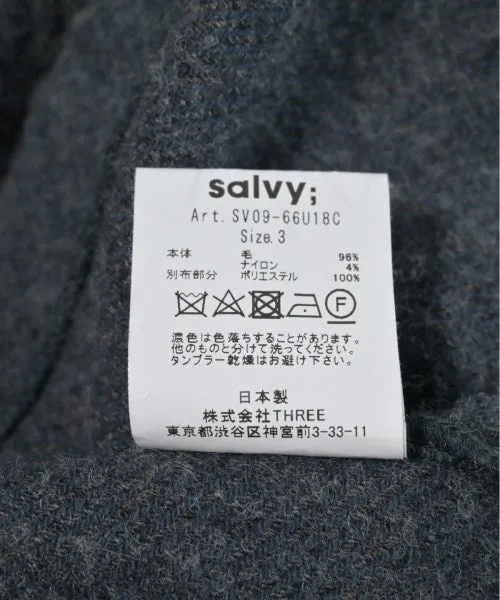 salvy;
Art. SV09-66U18C
Size.3
本体 毛 96%
ナイロン 4%
別布部分 ポリエステル 100%
F
濃色は色落ちすることがあります。
他のものと分けて洗ってください。
タンブラー乾燥はお避け下さい。
日本製
株式会社THREE
東京都渋谷区神宮前3-33-11